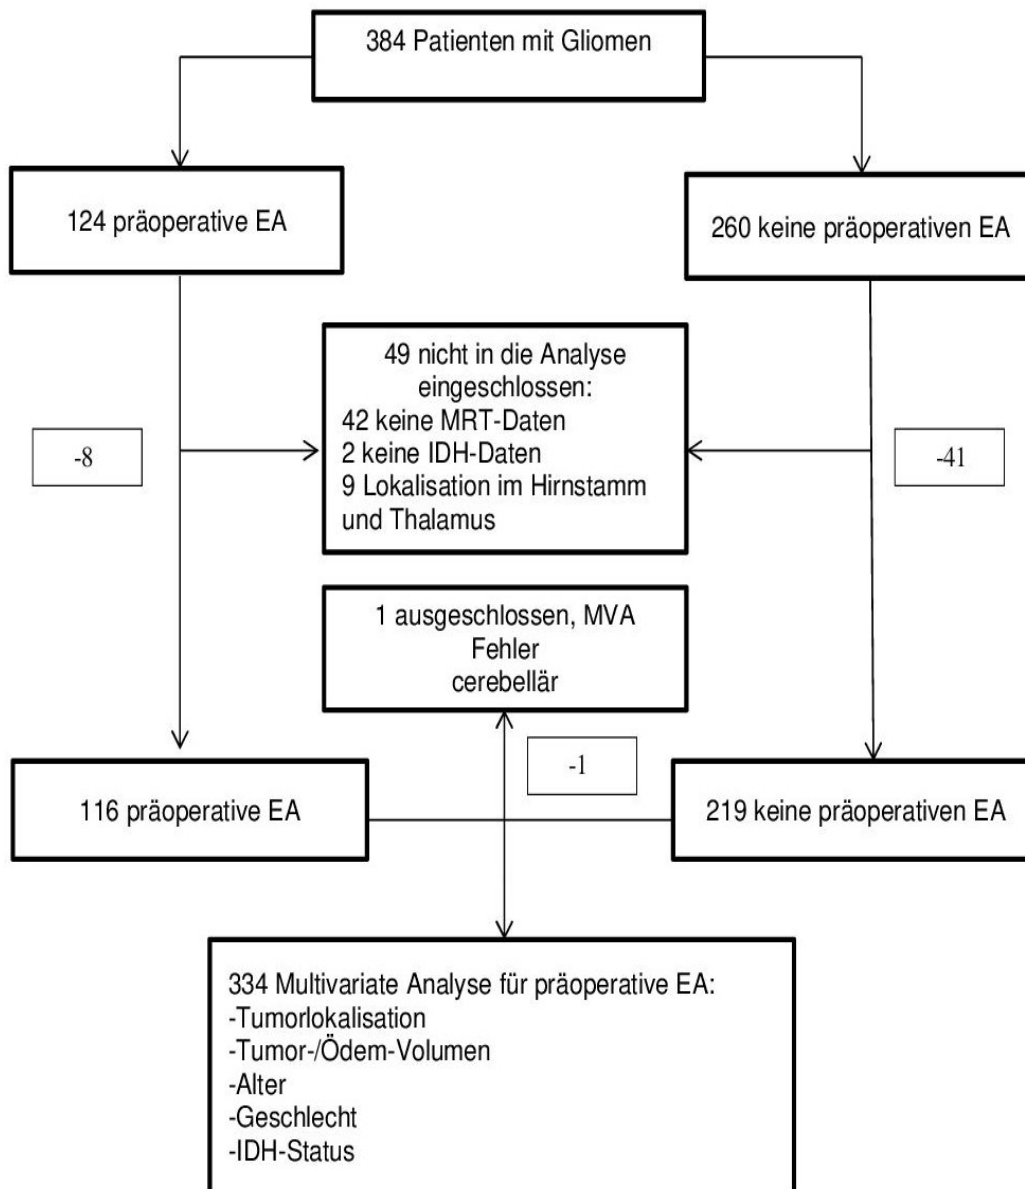 384 Patienten mit Gliomen
124 präoperative EA
260 keine präoperativen EA
49 nicht in die Analyse
eingeschlossen:
42 keine MRT-Daten
2 keine IDH-Daten
9 Lokalisation im Hirnstamm
und Thalamus
-8
-41
1 ausgeschlossen, MVA
Fehler
cerebellär
-1
116 präoperative EA
219 keine präoperativen EA
334 Multivariate Analyse für präoperative EA:
-Tumorlokalisation
-Tumor-/Ödem-Volumen
-Alter
-Geschlecht
-IDH-Status